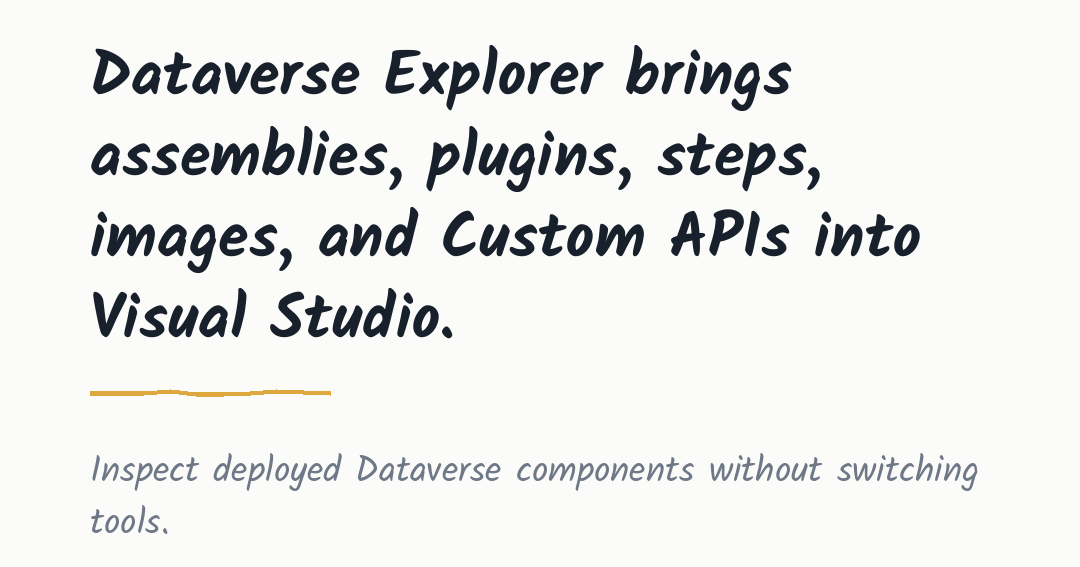 Dataverse Explorer brings
assemblies, plugins, steps,
images, and Custom APIs into
Visual Studio.
Inspect deployed Dataverse components without switching
tools.